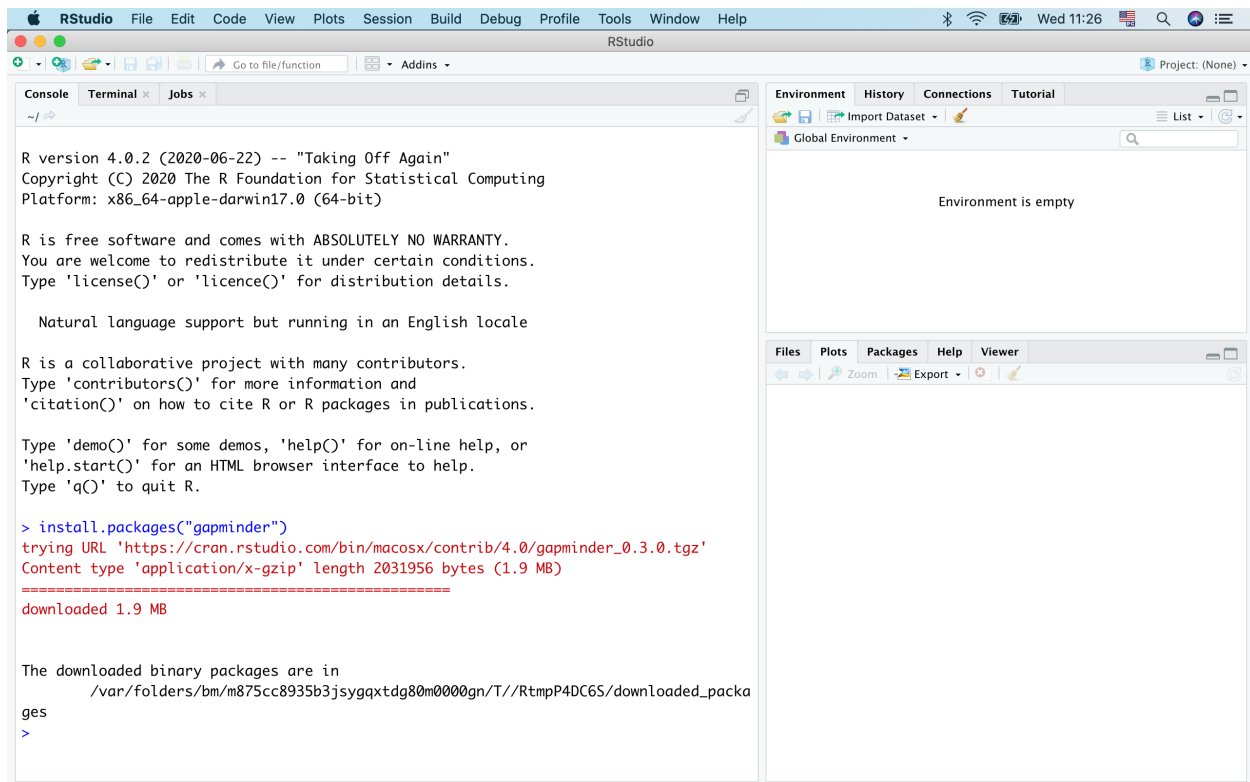 RStudio File Edit Code View Plots Session Build Debug Profile Tools Window Help Wed 11:26
RStudio
Go to file/function Addins Project: (None)
Console Terminal Jobs
~/
R version 4.0.2 (2020-06-22) -- "Taking Off Again"
Copyright (C) 2020 The R Foundation for Statistical Computing
Platform: x86_64-apple-darwin17.0 (64-bit)
R is free software and comes with ABSOLUTELY NO WARRANTY.
You are welcome to redistribute it under certain conditions.
Type 'license()' or 'licence()' for distribution details.
Natural language support but running in an English locale
R is a collaborative project with many contributors.
Type 'contributors()' for more information and
'citation()' on how to cite R or R packages in publications.
Type 'demo()' for some demos, 'help()' for on-line help, or
'help.start()' for an HTML browser interface to help.
Type 'q()' to quit R.
> install.packages("gapminder")
trying URL 'https://cran.rstudio.com/bin/macosx/contrib/4.0/gapminder_0.3.0.tgz'
Content type 'application/x-gzip' length 2031956 bytes (1.9 MB)
==================================================
downloaded 1.9 MB
The downloaded binary packages are in
/var/folders/bm/m875cc8935b3jsygqxtdg80m0000gn/T//RtmpP4DC6S/downloaded_packa
ges
>
Environment History Connections Tutorial
Import Dataset List
Global Environment
Environment is empty
Files Plots Packages Help Viewer
Zoom Export